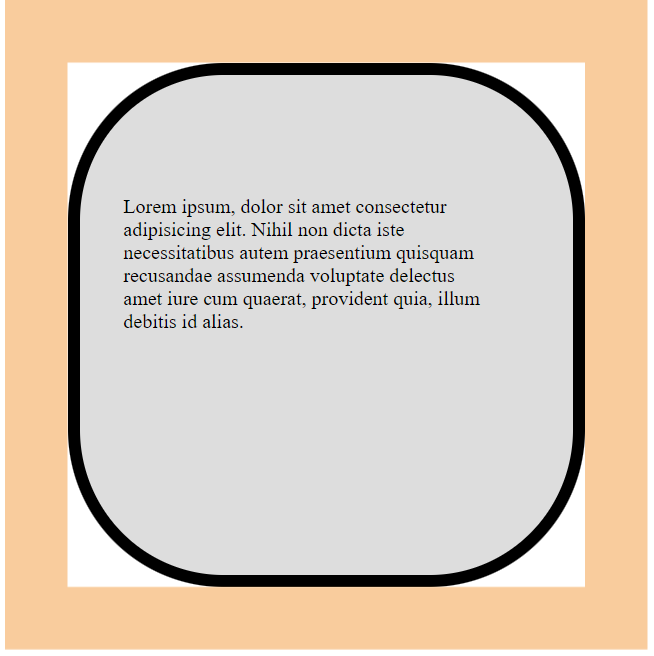 Lorem ipsum, dolor sit amet consectetur
adipisicing elit. Nihil non dicta iste
necessitatibus autem praesentium quisquam
recusandae assumenda voluptate delectus
amet iure cum quaerat, provident quia, illum
debitis id alias.